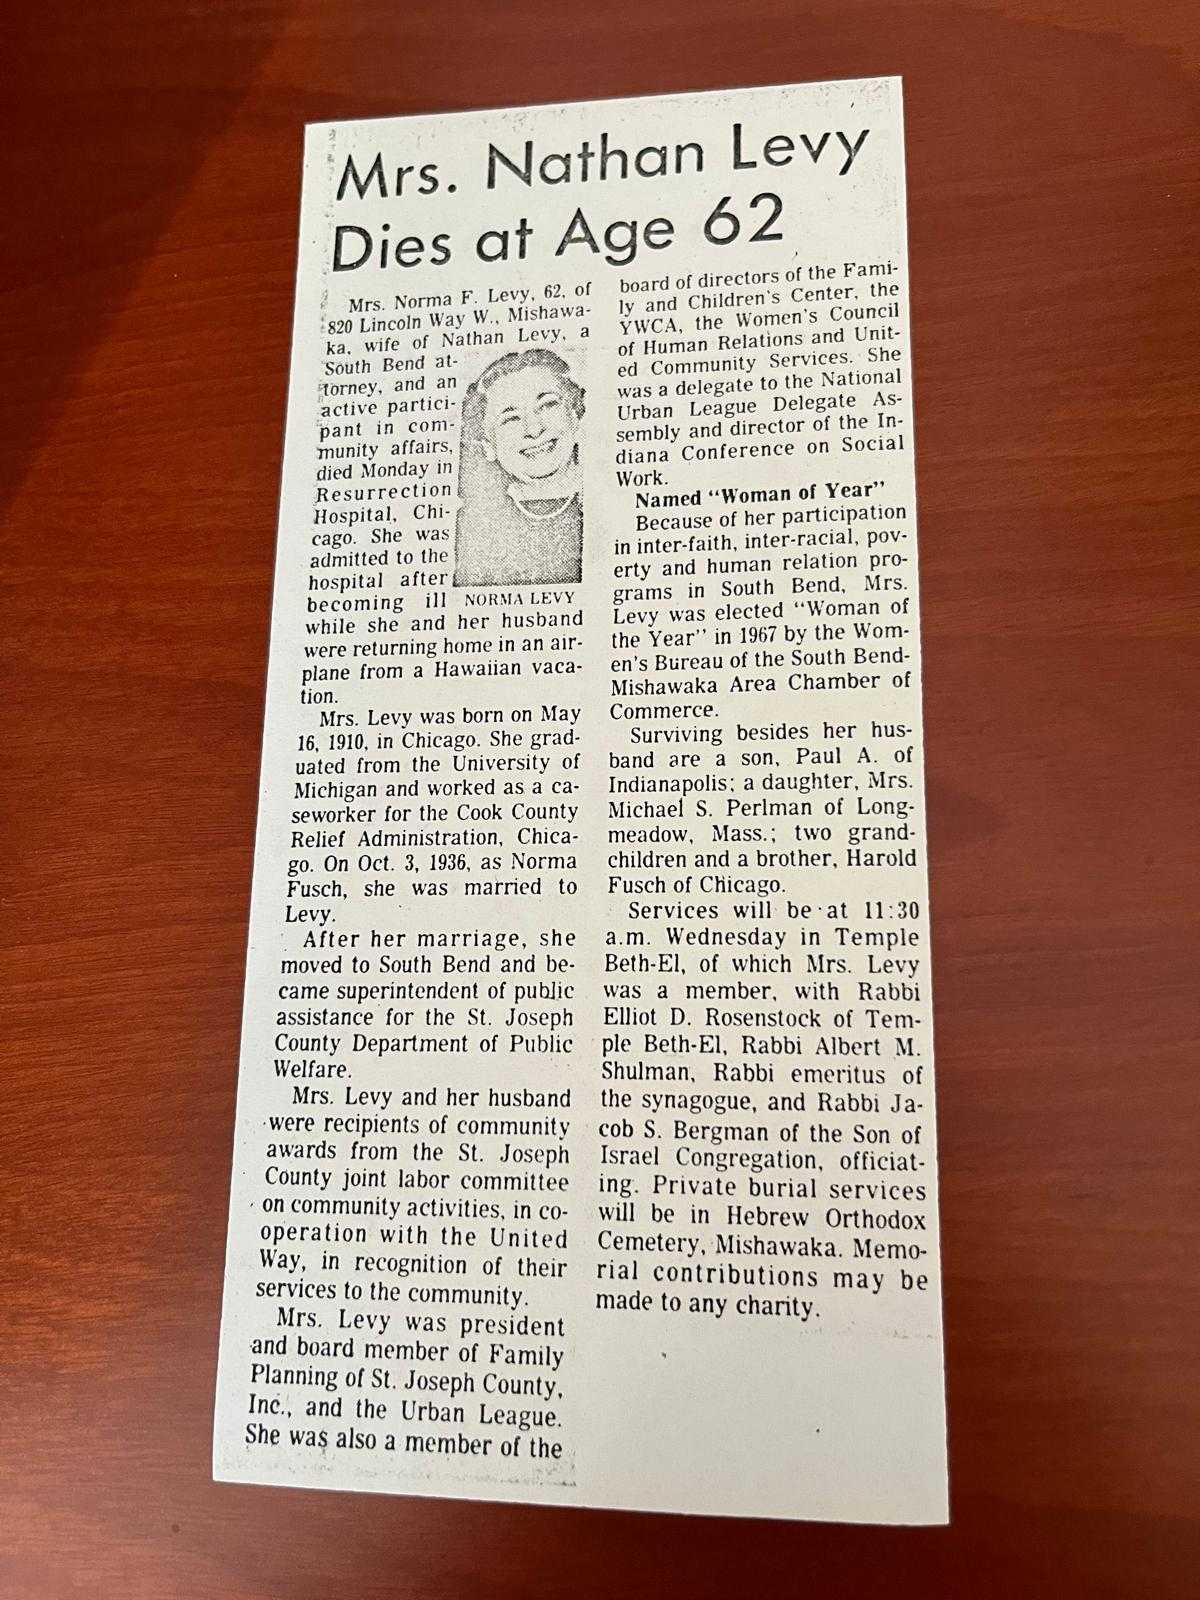 Mrs. Nathan Levy
Dies at Age 62
Mrs. Norma F. Levy, 62, of
820 Lincoln Way W., Mishawa-
ka, wife of Nathan Levy, a
South Bend at-
torney, and an
active partici-
pant in com-
munity affairs,
died Monday in
Resurrection
Hospital, Chi-
cago. She was
admitted to the
hospital after
becoming ill
NORMA LEVY
while she and her husband
were returning home in an air-
plane from a Hawaiian vaca-
tion.
Mrs. Levy was born on May
16, 1910, in Chicago. She grad-
uated from the University of
Michigan and worked as a ca-
seworker for the Cook County
Relief Administration, Chica-
go. On Oct. 3, 1936, as Norma
Fusch, she was married to
Levy.
After her marriage, she
moved to South Bend and be-
came superintendent of public
assistance for the St. Joseph
County Department of Public
Welfare.
Mrs. Levy and her husband
were recipients of community
awards from the St. Joseph
County joint labor committee
on community activities, in co-
operation with the United
Way, in recognition of their
services to the community.
Mrs. Levy was president
and board member of Family
Planning of St. Joseph County,
Inc., and the Urban League.
She was also a member of the
board of directors of the Fami-
ly and Children's Center, the
YWCA, the Women's Council
of Human Relations and Unit-
ed Community Services. She
was a delegate to the National
Urban League Delegate As-
sembly and director of the In-
diana Conference on Social
Work.
Named "Woman of Year"
Because of her participation
in inter-faith, inter-racial, pov-
erty and human relation pro-
grams in South Bend, Mrs.
Levy was elected "Woman of
the Year" in 1967 by the Wom-
en's Bureau of the South Bend-
Mishawaka Area Chamber of
Commerce.
Surviving besides her hus-
band are a son, Paul A. of
Indianapolis; a daughter, Mrs.
Michael S. Perlman of Long-
meadow, Mass.; two grand-
children and a brother, Harold
Fusch of Chicago.
Services will be at 11:30
a.m. Wednesday in Temple
Beth-El, of which Mrs. Levy
was a member, with Rabbi
Elliot D. Rosenstock of Tem-
ple Beth-El, Rabbi Albert M.
Shulman, Rabbi emeritus of
the synagogue, and Rabbi Ja-
cob S. Bergman of the Son of
Israel Congregation, officiat-
ing. Private burial services
will be in Hebrew Orthodox
Cemetery, Mishawaka. Memo-
rial contributions may be
made to any charity.